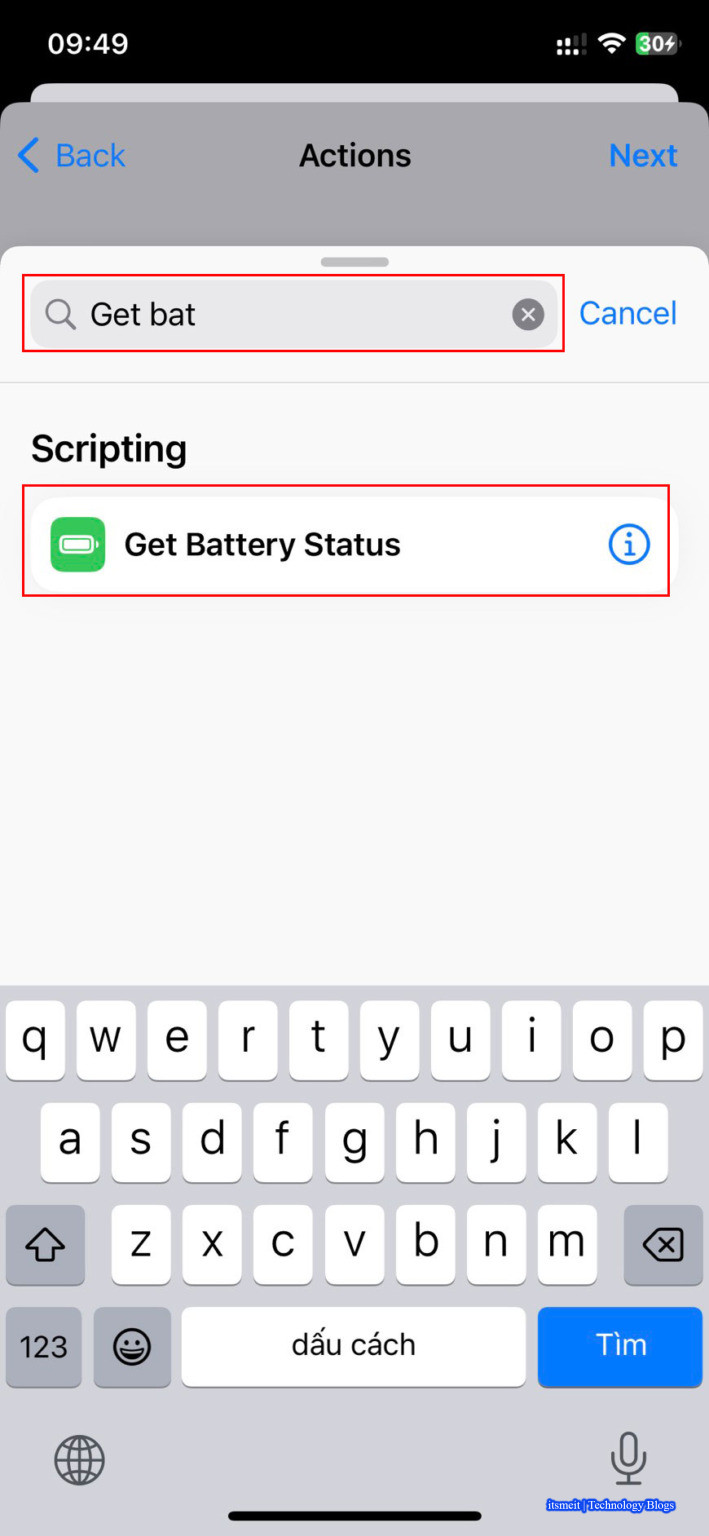 09:49
30
Back
Actions
Next
Get bat
Cancel
Scripting
Get Battery Status
q w e r t y u i o p
a s d f g h j k l
z x c v b n m
123
dấu cách
Tìm
itsmeit | Technology Blogs